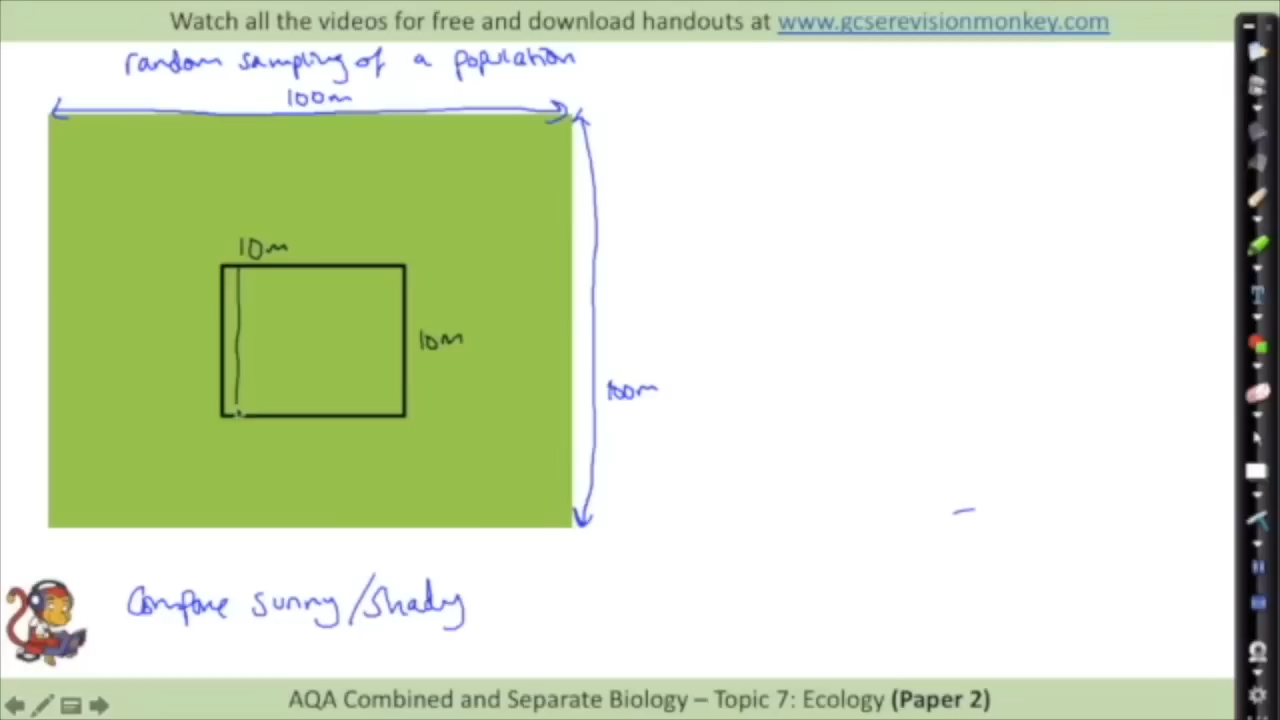 Watch all the videos for free and download handouts at www.gcserevisionmonkey.com
random sampling of a population
100m
10m
10m
100m
Compare sunny/shady
AQA Combined and Separate Biology – Topic 7: Ecology (Paper 2)